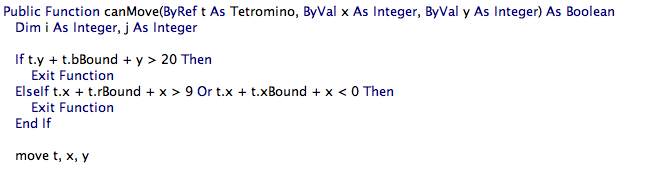 Public Function canMove(ByRef t As Tetromino, ByVal x As Integer, ByVal y As Integer) As Boolean
Dim i As Integer, j As Integer
If t.y + t.bBound + y > 20 Then
Exit Function
ElseIf t.x + t.rBound + x > 9 Or t.x + t.xBound + x < 0 Then
Exit Function
End If
move t, x, y